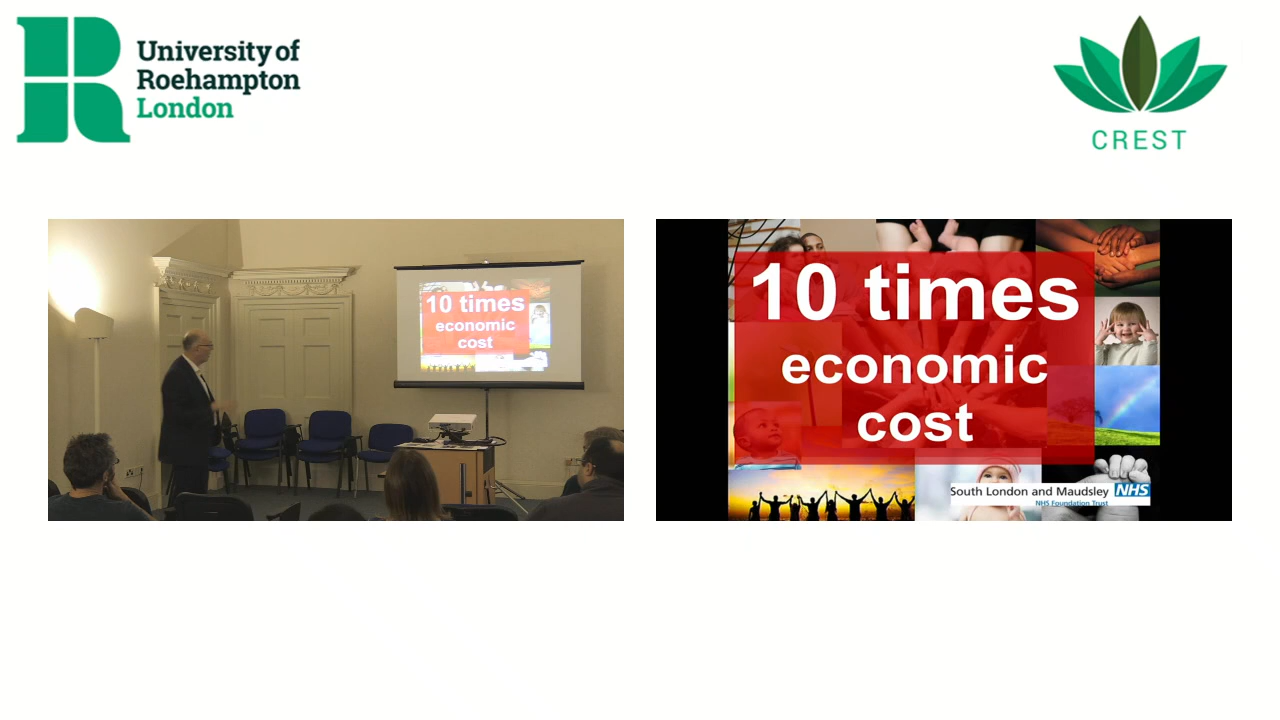 University of
Roehampton
London
CREST
10 times
economic
cost
10 times
economic
cost
South London and Maudsley NHS
NHS Foundation Trust